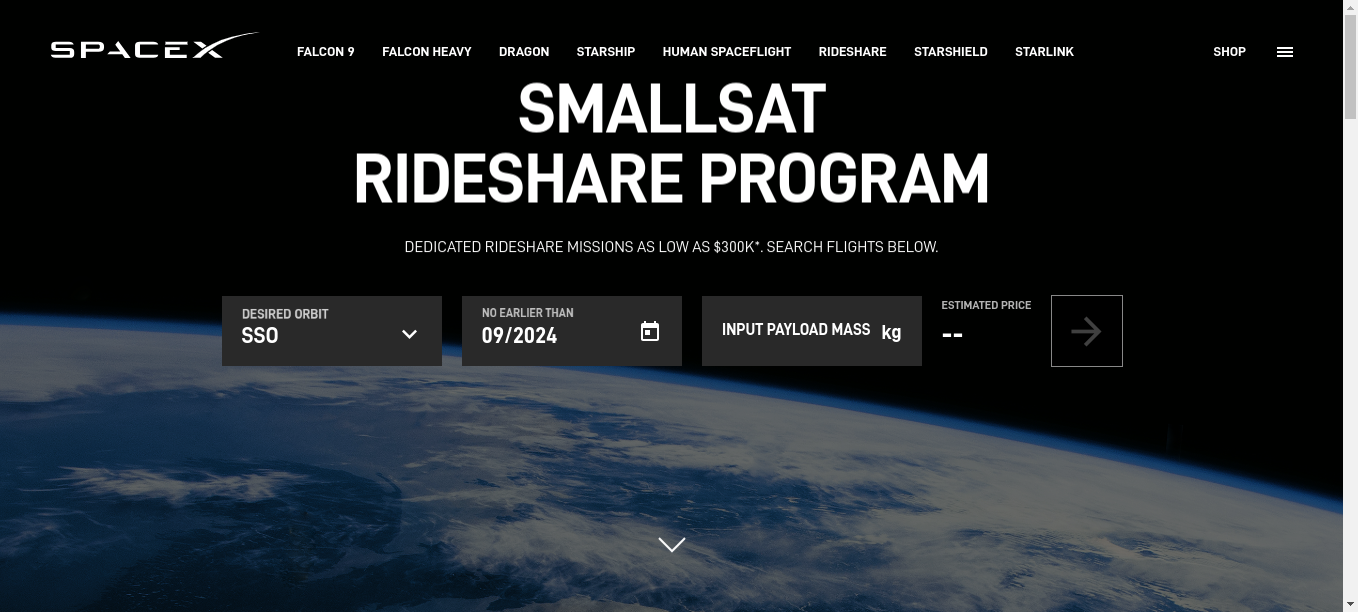 SPACEX
FALCON 9 FALCON HEAVY DRAGON STARSHIP HUMAN SPACEFLIGHT RIDESHARE STARSHIELD STARLINK SHOP
SMALLSAT
RIDESHARE PROGRAM
DEDICATED RIDESHARE MISSIONS AS LOW AS $300K*. SEARCH FLIGHTS BELOW.
DESIRED ORBIT
SSO
NO EARLIER THAN
09/2024
INPUT PAYLOAD MASS kg
ESTIMATED PRICE
--